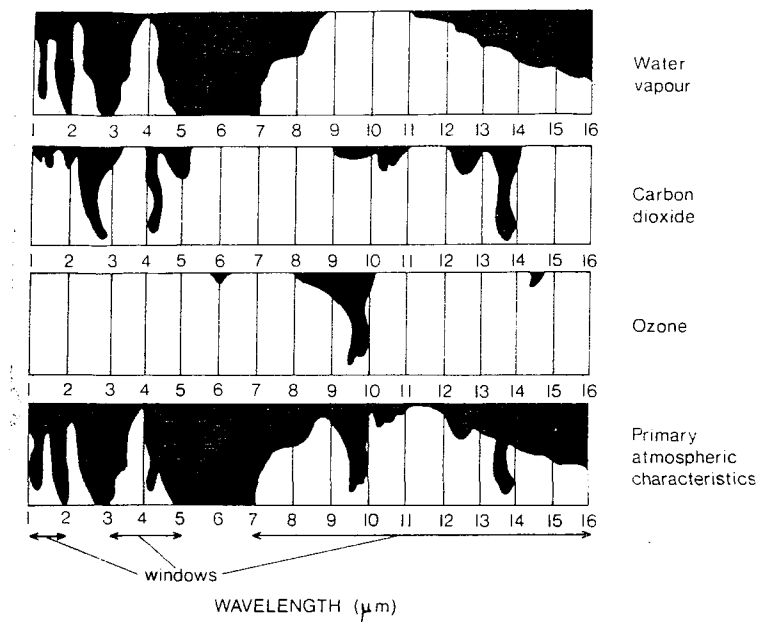 Water
vapour
1 2 3 4 5 6 7 8 9 10 11 12 13 14 15 16
Carbon
dioxide
1 2 3 4 5 6 7 8 9 10 11 12 13 14 15 16
Ozone
1 2 3 4 5 6 7 8 9 10 11 12 13 14 15 16
Primary
atmospheric
characteristics
1 2 3 4 5 6 7 8 9 10 11 12 13 14 15 16
windows
WAVELENGTH (μm)